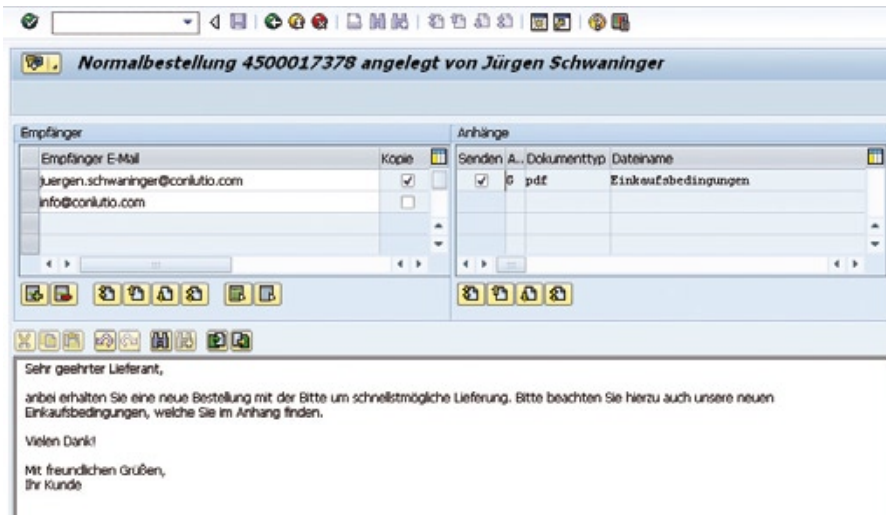 Normalbestellung 4500017378 angelegt von Jürgen Schwaninger
Empfänger
Empfänger E-Mail Kopie
juergen.schwaninger@conlutio.com
info@conlutio.com
Anhänge
Senden A.. Dokumenttyp Dateiname
G pdf Einkaufsbedingungen
Sehr geehrter Lieferant,
anbei erhalten Sie eine neue Bestellung mit der Bitte um schnellstmögliche Lieferung. Bitte beachten Sie hierzu auch unsere neuen
Einkaufsbedingungen, welche Sie im Anhang finden.
Vielen Dank!
Mit freundlichen Grüßen,
Ihr Kunde